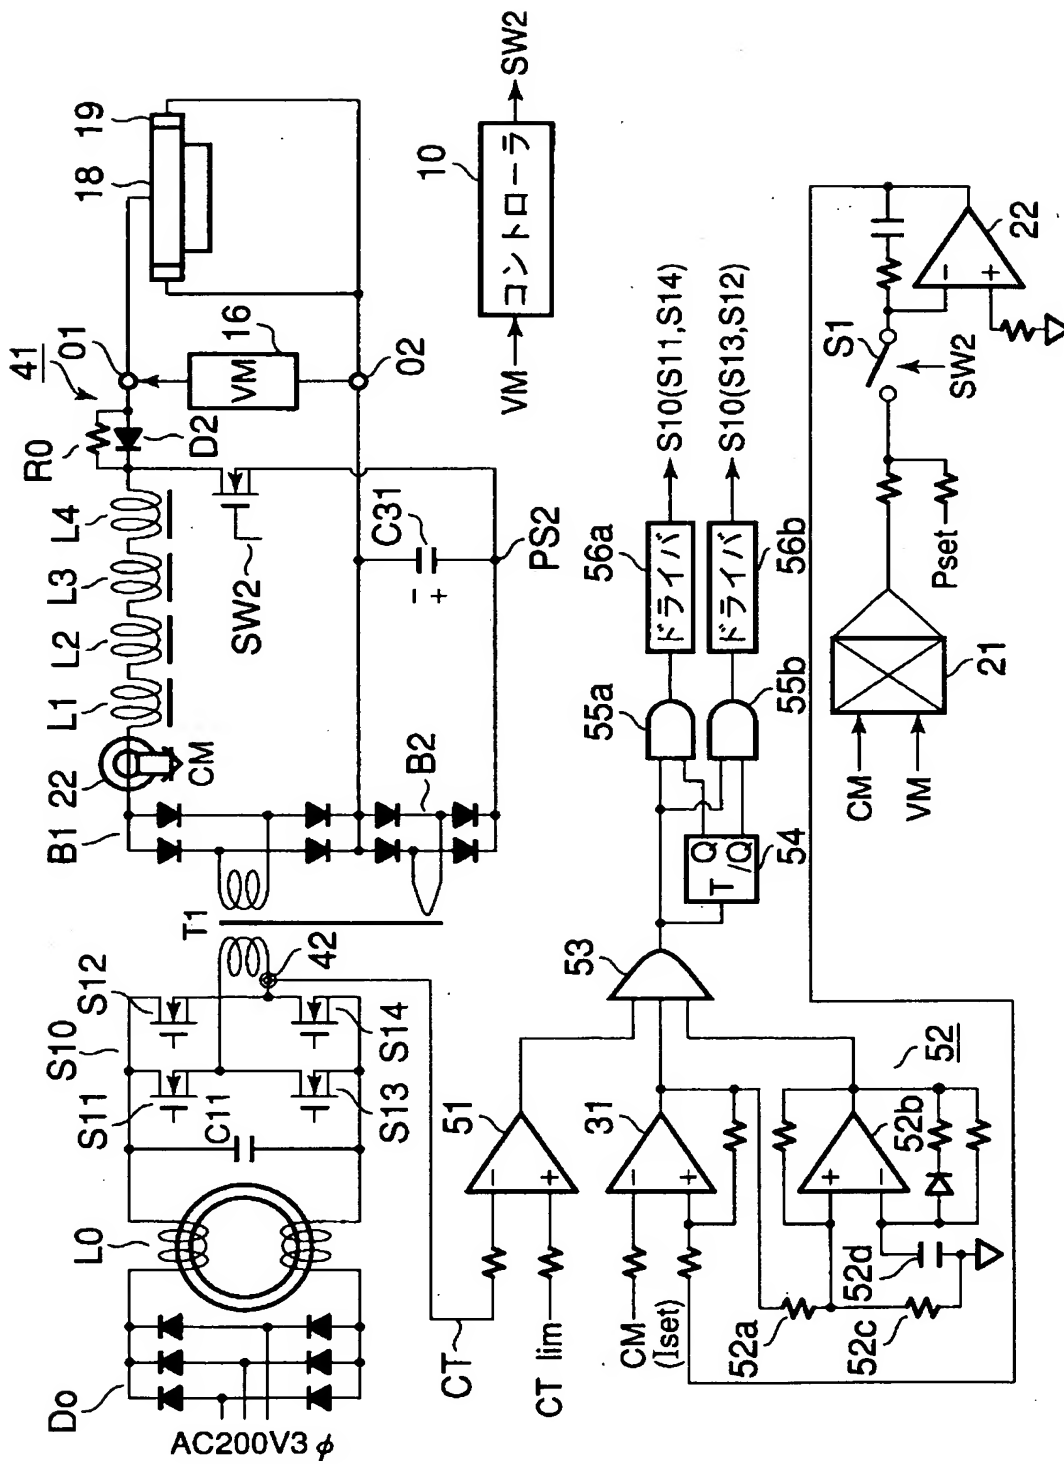 AC200V3φ
Do
L0
C11
S10
S11
S12
S13
S14
42
T1
B1
B2
22
CM
L1
L2
L3
L4
SW2
R0
D2
41
O1
O2
VM
16
18
19
C31
-
+
PS2
10
VM
コントローラ
SW2
CT
CT lim
CM
(Iset)
51
-
+
31
-
+
53
52
52a
52b
+
-
52c
52d
54
T
Q
/Q
55a
55b
56a
ドライバ
S10(S11,S14)
56b
ドライバ
S10(S13,S12)
CM
VM
21
Pset
S1
SW2
22
-
+